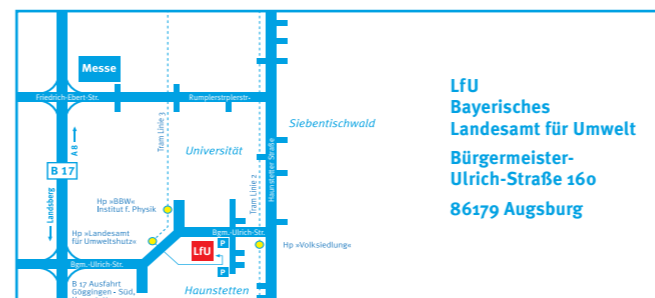 Messe
Friedrich-Ebert-Str.
Rumplerstrplerstr-
Siebentischwald
Tram Linie 3
Universität
Haunstetter Straße
Tram Linie 2
A 8
B 17
Landsberg
Hp »BBW«
Institut f. Physik
Hp »Landesamt
für Umweltshutz«
Bgm.-Ulrich-Str.
P
LfU
Hp »Volksiedlung«
Bgm.-Ulrich-Str.
P
B 17 Ausfahrt
Göggingen - Süd,
Haunstetten
LfU
Bayerisches
Landesamt für Umwelt
Bürgermeister-
Ulrich-Straße 160
86179 Augsburg